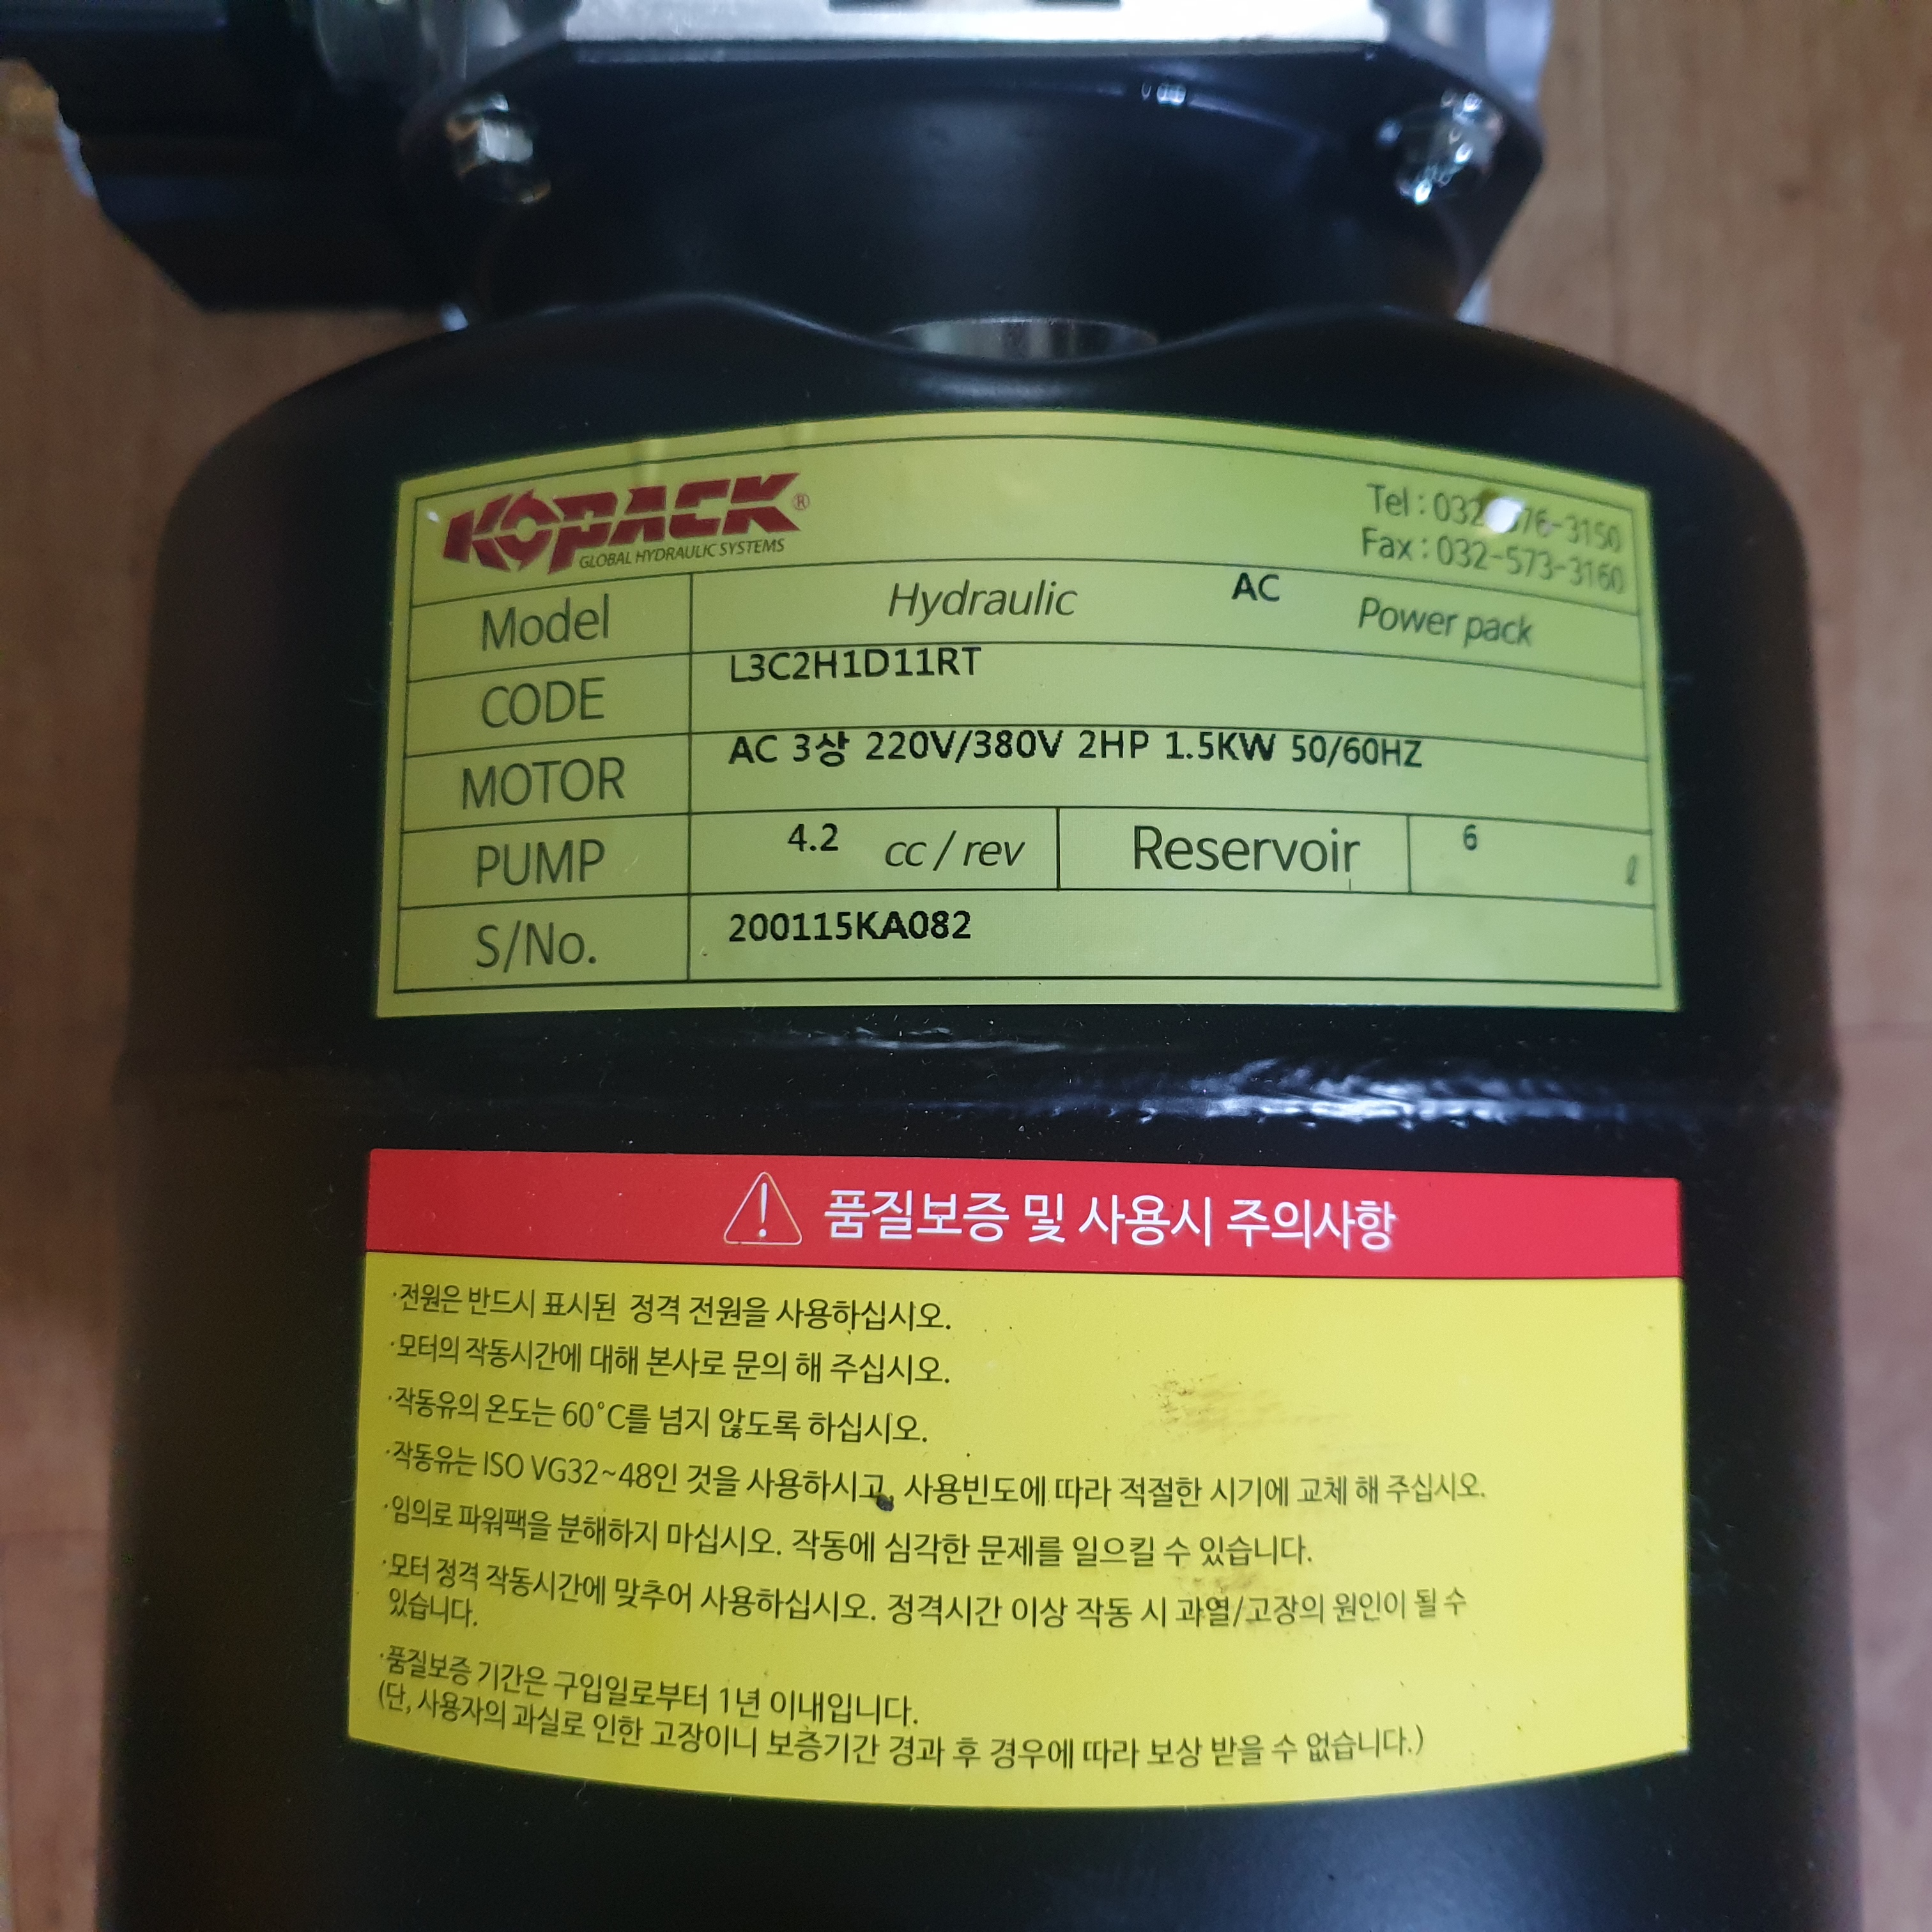 KOPACK®
GLOBAL HYDRAULIC SYSTEMS
Tel : 032- 76-3150
Fax : 032-573-3160
Model Hydraulic AC Power pack
CODE L3C2H1D11RT
MOTOR AC 3상 220V/380V 2HP 1.5KW 50/60HZ
PUMP 4.2 cc / rev Reservoir 6 ℓ
S/No. 200115KA082
품질보증 및 사용시 주의사항
·전원은 반드시 표시된 정격 전원을 사용하십시오.
·모터의 작동시간에 대해 본사로 문의 해 주십시오.
·작동유의 온도는 60°C를 넘지 않도록 하십시오.
·작동유는 ISO VG32~48인 것을 사용하시고, 사용빈도에 따라 적절한 시기에 교체 해 주십시오.
·임의로 파워팩을 분해하지 마십시오. 작동에 심각한 문제를 일으킬 수 있습니다.
·모터 정격 작동시간에 맞추어 사용하십시오. 정격시간 이상 작동 시 과열/고장의 원인이 될 수
있습니다.
·품질보증 기간은 구입일로부터 1년 이내입니다.
(단, 사용자의 과실로 인한 고장이니 보증기간 경과 후 경우에 따라 보상 받을 수 없습니다.)